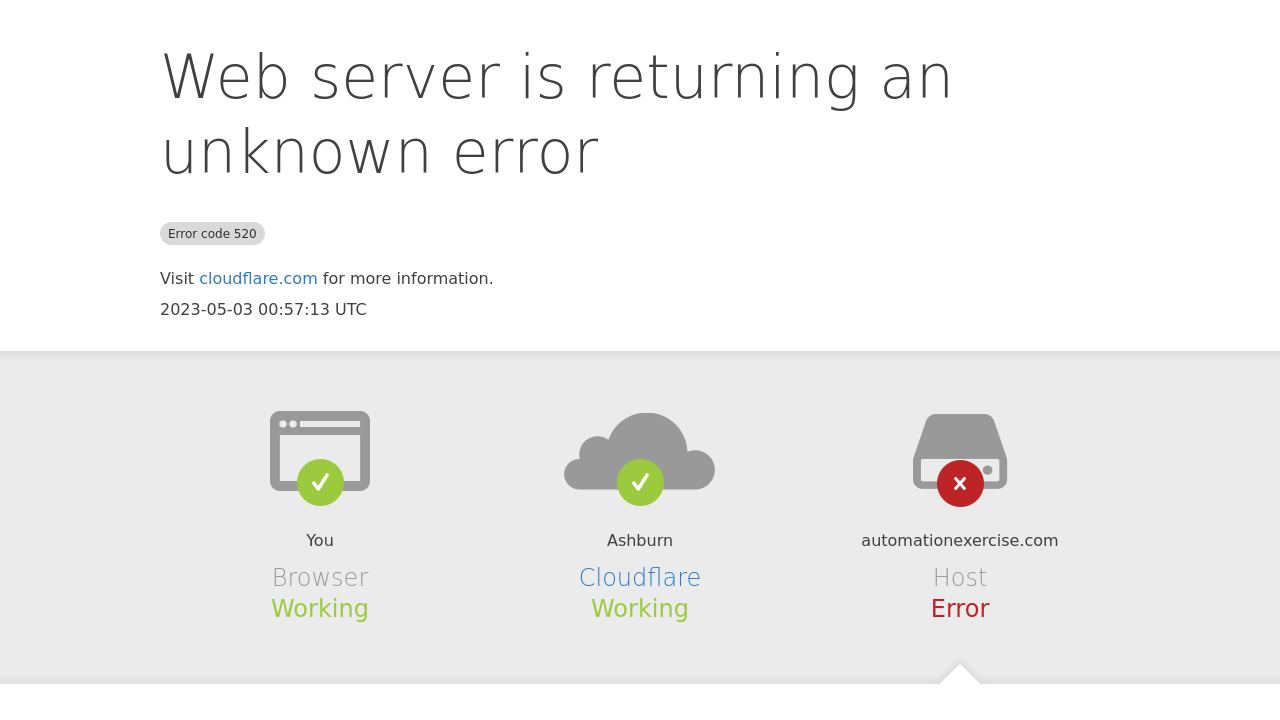 Web server is returning an
unknown error
Error code 520
Visit cloudflare.com for more information.
2023-05-03 00:57:13 UTC
You
Browser
Working
Ashburn
Cloudflare
Working
automationexercise.com
Host
Error